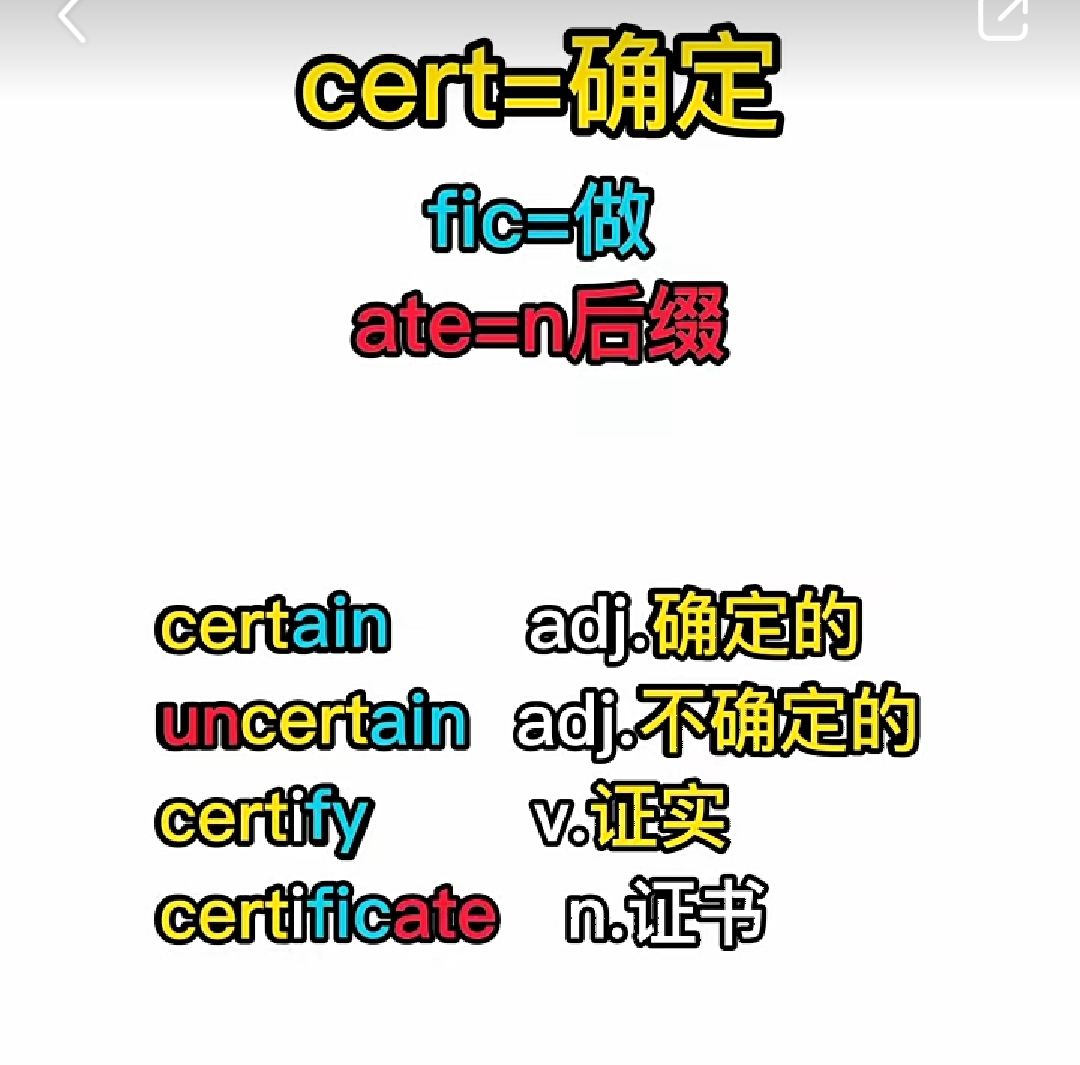 cert=确定
fic=做
ate=n后缀
certain adj.确定的
uncertain adj.不确定的
certify v.证实
certificate n.证书